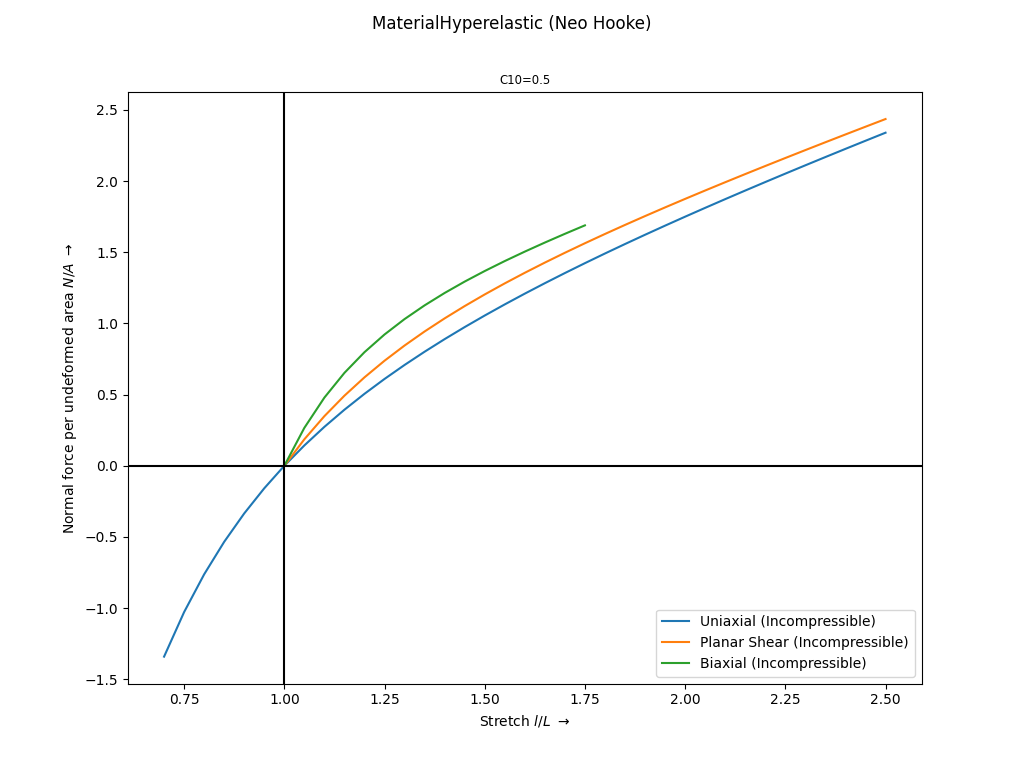 MaterialHyperelastic (Neo Hooke)
C10=0.5
Normal force per undeformed area N/A →
2.5
2.0
1.5
1.0
0.5
0.0
−0.5
−1.0
−1.5
0.75 1.00 1.25 1.50 1.75 2.00 2.25 2.50
Stretch l/L →
Uniaxial (Incompressible)
Planar Shear (Incompressible)
Biaxial (Incompressible)